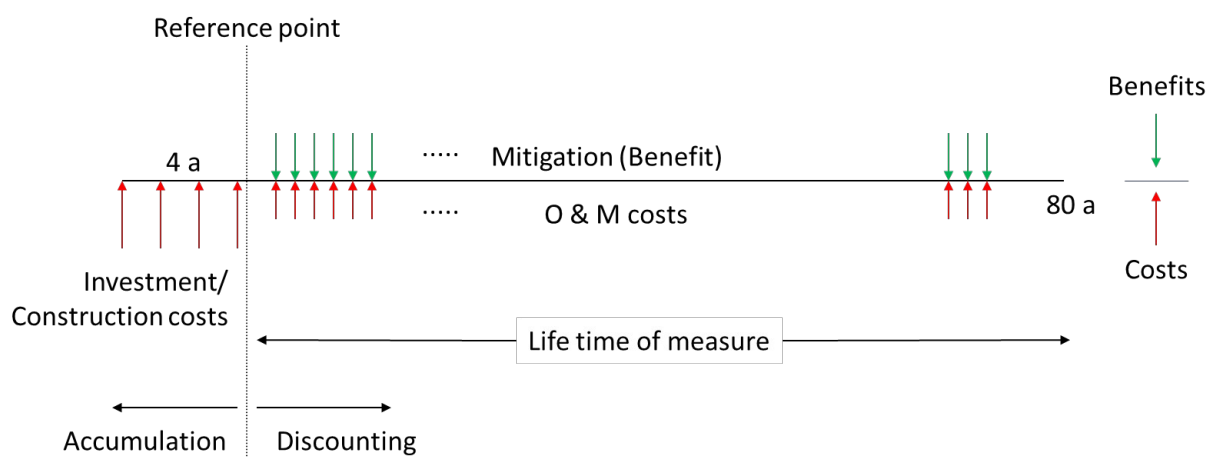 Reference point
Benefits
4 a
..... Mitigation (Benefit)
..... O & M costs
80 a
Costs
Investment/
Construction costs
Life time of measure
Accumulation
Discounting